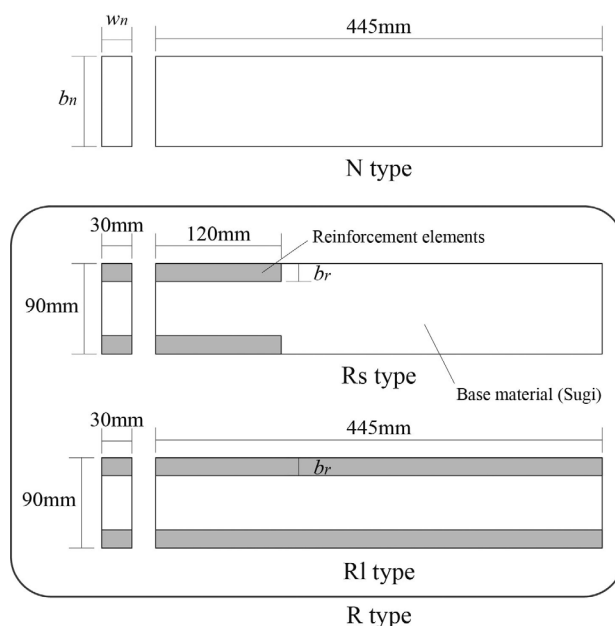 wn
445mm
bn
N type
30mm
120mm
Reinforcement elements
br
90mm
Rs type
Base material (Sugi)
30mm
445mm
br
90mm
Rl type
R type